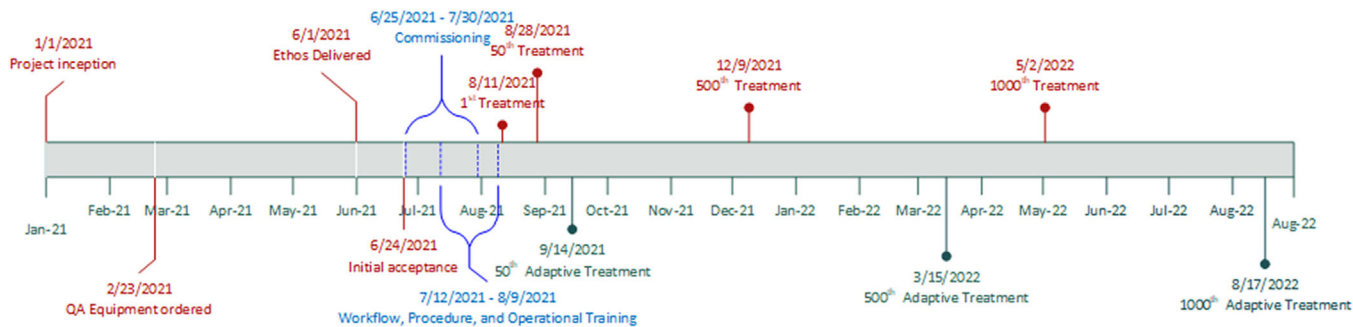 1/1/2021
Project inception
6/1/2021
Ethos Delivered
6/25/2021 - 7/30/2021
Commissioning
8/28/2021
50th Treatment
8/11/2021
1st Treatment
12/9/2021
500th Treatment
5/2/2022
1000th Treatment
Jan-21
Feb-21
Mar-21
Apr-21
May-21
Jun-21
Jul-21
Aug-21
Sep-21
Oct-21
Nov-21
Dec-21
Jan-22
Feb-22
Mar-22
Apr-22
May-22
Jun-22
Jul-22
Aug-22
Aug-22
2/23/2021
QA Equipment ordered
6/24/2021
Initial acceptance
7/12/2021 - 8/9/2021
Workflow, Procedure, and Operational Training
9/14/2021
50th Adaptive Treatment
3/15/2022
500th Adaptive Treatment
8/17/2022
1000th Adaptive Treatment